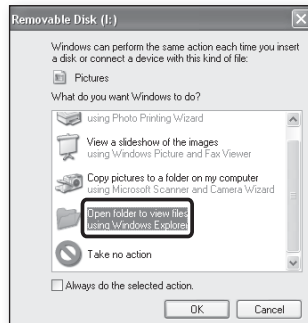 Removable Disk (I:)
Windows can perform the same action each time you insert
a disk or connect a device with this kind of file:
Pictures
What do you want Windows to do?
using Photo Printing Wizard
View a slideshow of the images
using Windows Picture and Fax Viewer
Copy pictures to a folder on my computer
using Microsoft Scanner and Camera Wizard
Open folder to view files
using Windows Explorer
Take no action
Always do the selected action.
OK
Cancel